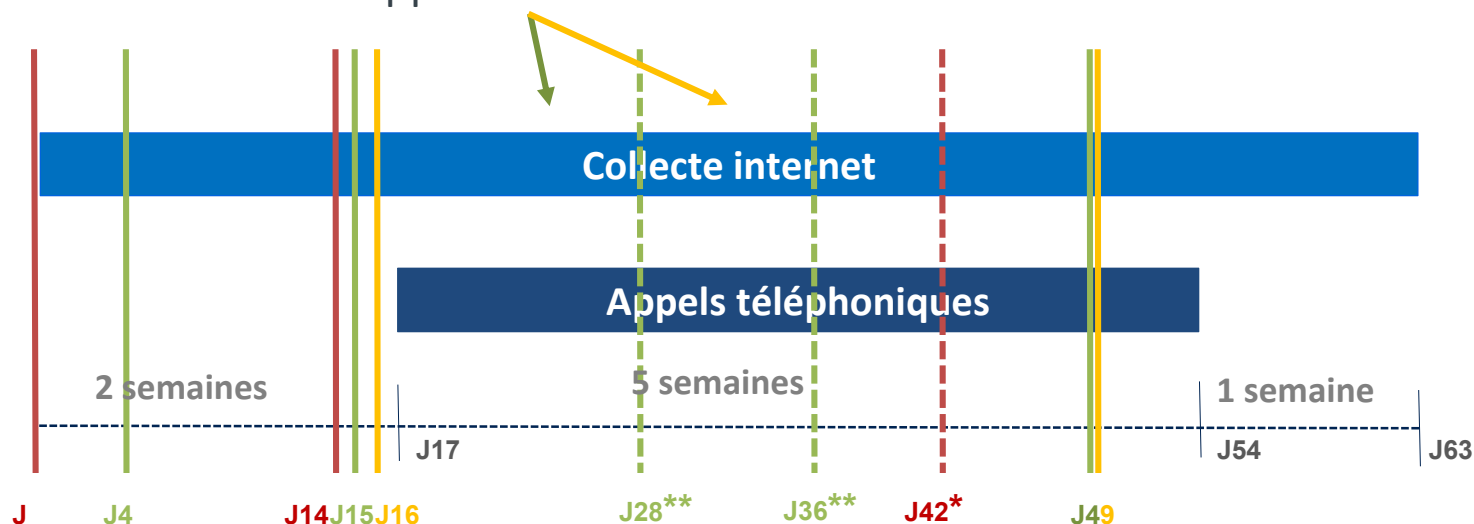 Collecte internet
Appels téléphoniques
2 semaines
5 semaines
1 semaine
J17
J54
J63
J
J4
J14
J15
J16
J28**
J36**
J42*
J49